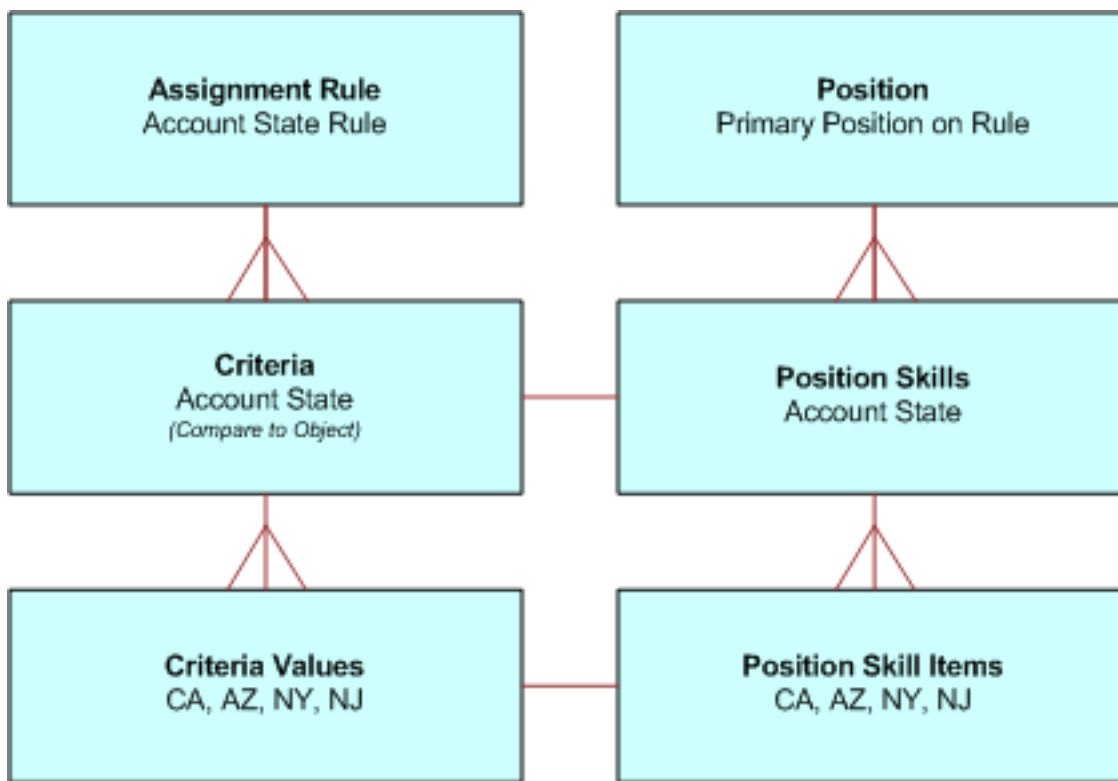 Assignment Rule
Account State Rule
Position
Primary Position on Rule
Criteria
Account State
(Compare to Object)
Position Skills
Account State
Criteria Values
CA, AZ, NY, NJ
Position Skill Items
CA, AZ, NY, NJ